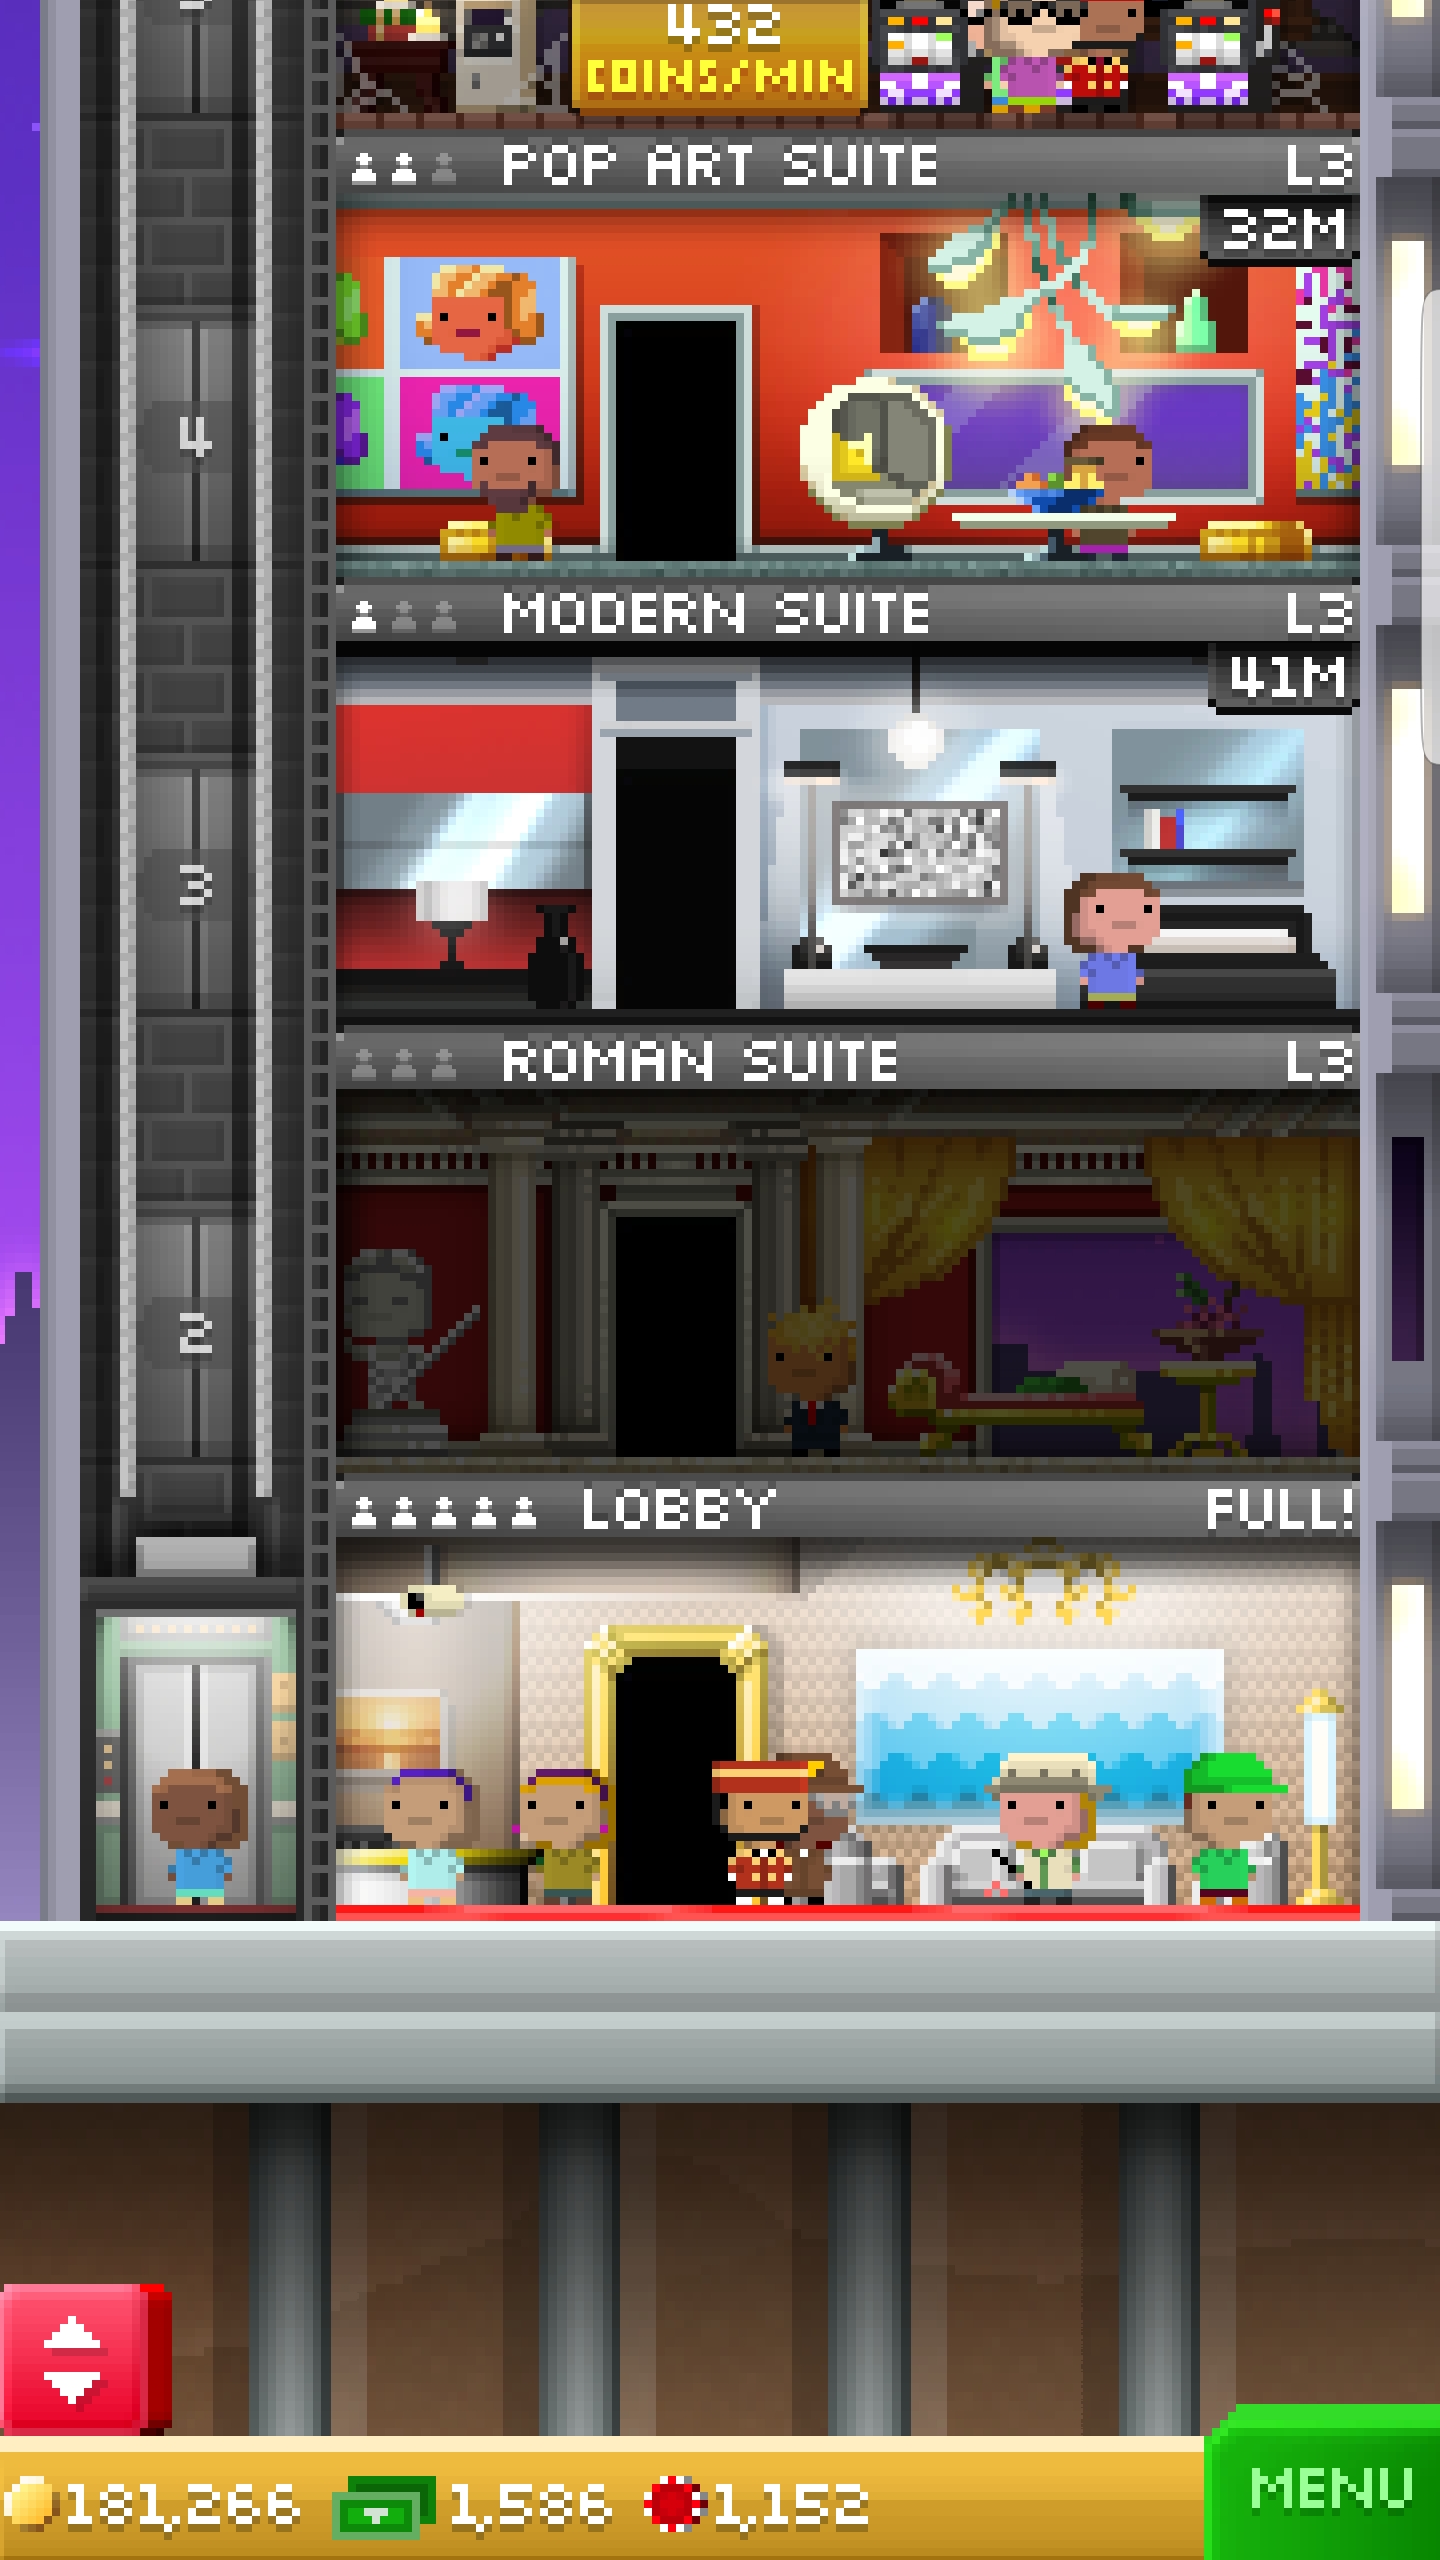 432
COINS/MIN
POP ART SUITE L3
32M
4
MODERN SUITE L3
41M
3
ROMAN SUITE L3
2
LOBBY FULL!
181,266 1,586 1,152
MENU